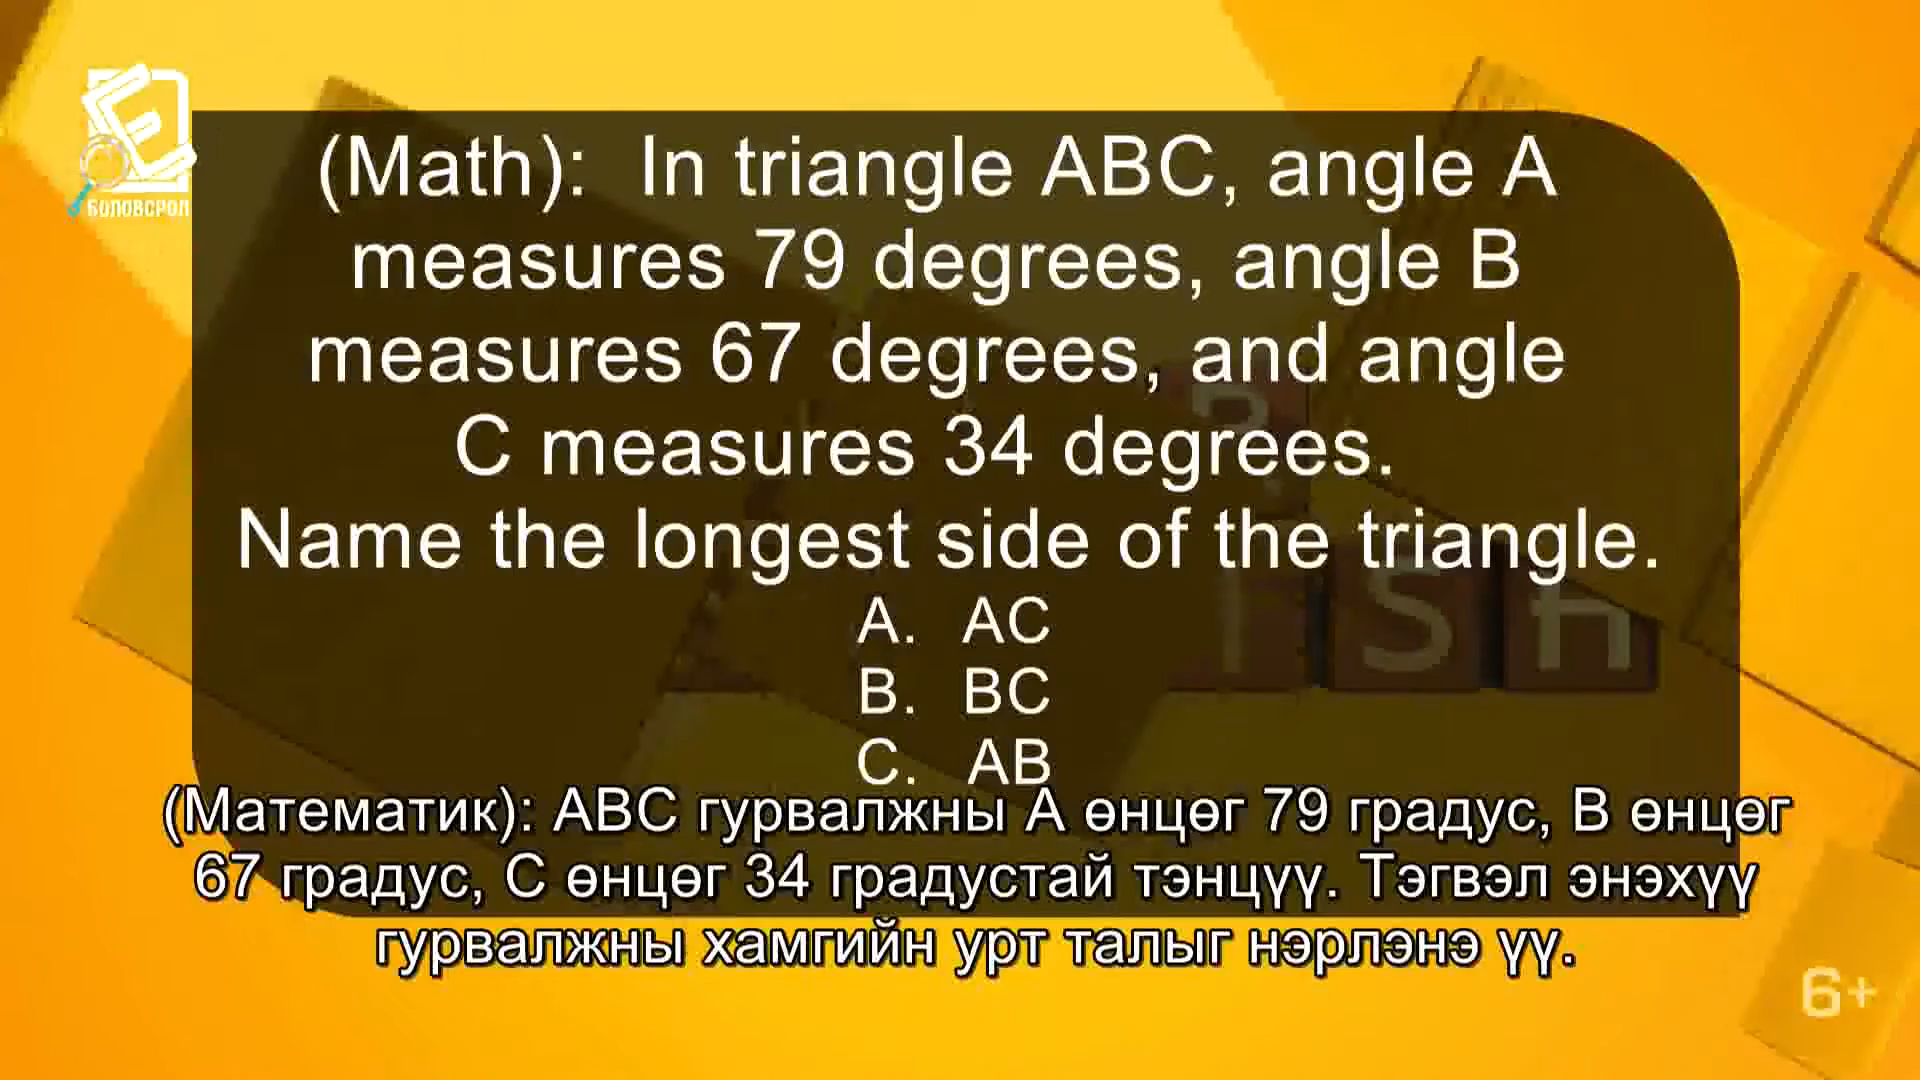 БОЛОВСРОЛ
(Math): In triangle ABC, angle A
measures 79 degrees, angle B
measures 67 degrees, and angle
C measures 34 degrees.
Name the longest side of the triangle.
A. AC
B. BC
C. AB
(Математик): АВС гурвалжны А өнцөг 79 градус, В өнцөг
67 градус, С өнцөг 34 градустай тэнцүү. Тэгвэл энэхүү
гурвалжны хамгийн урт талыг нэрлэнэ үү.
6+